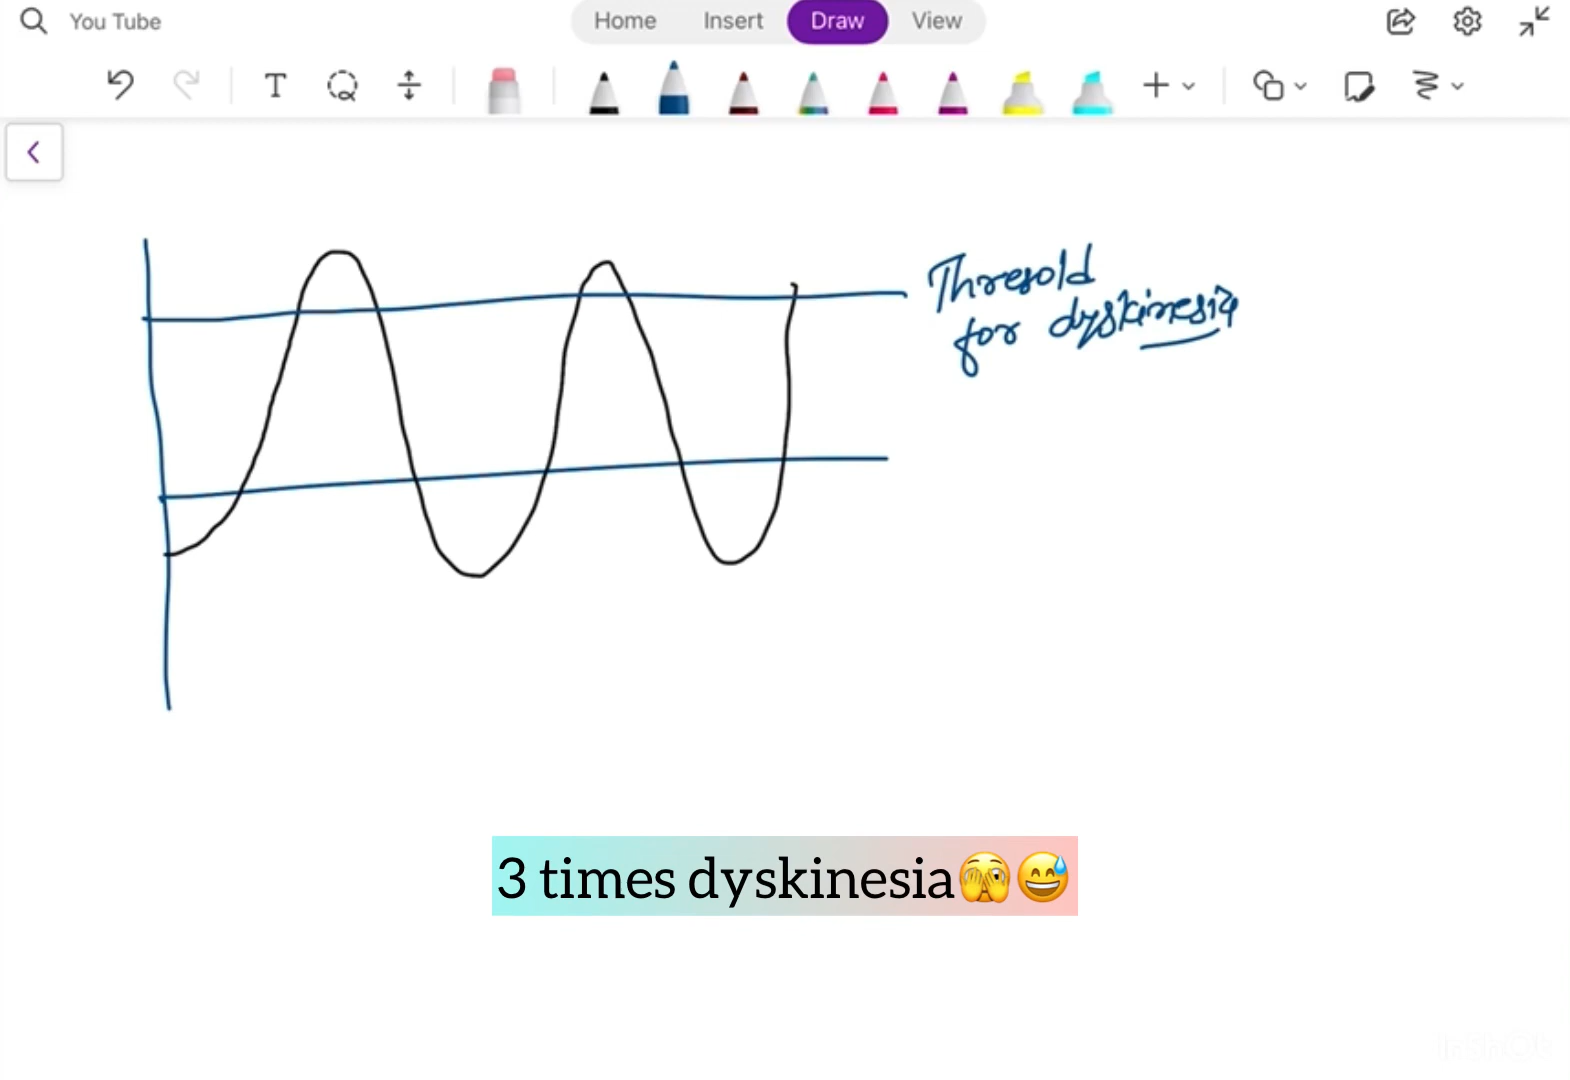 You Tube
Home Insert Draw View
T
Thresold
for dyskinesia
3 times dyskinesia🫣😅